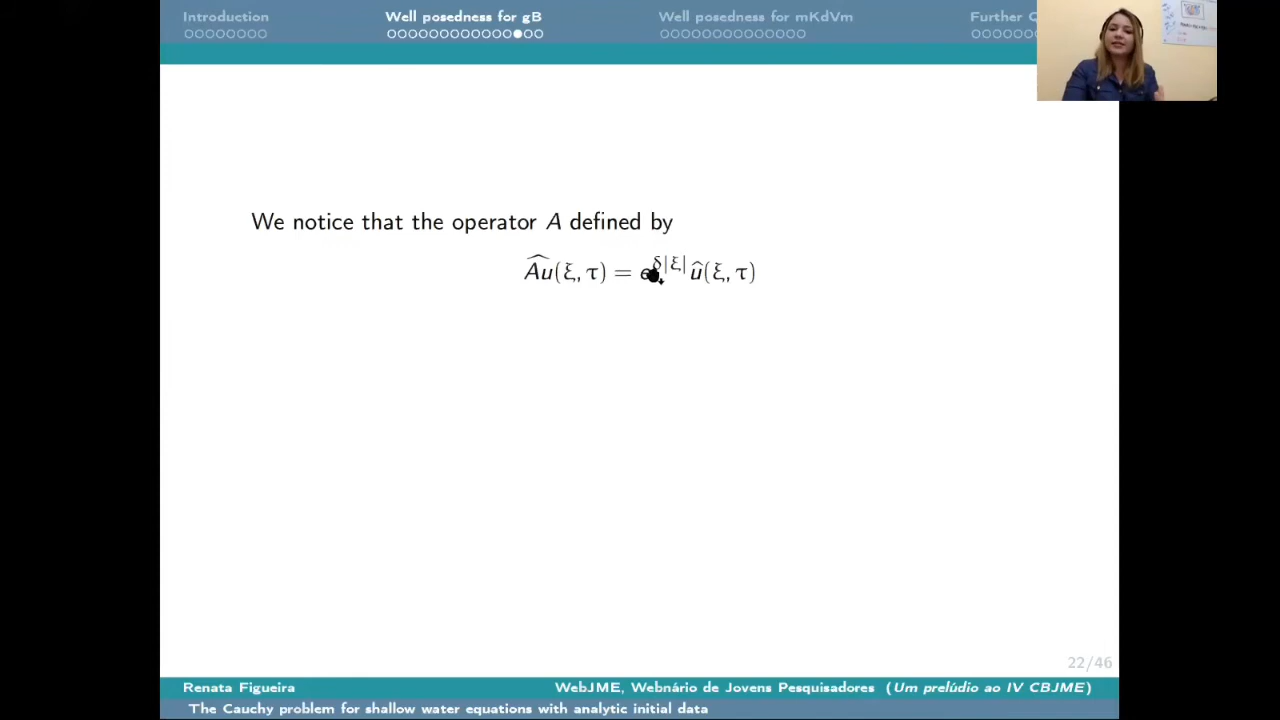 Introduction
Well posedness for gB
Well posedness for mKdVm
Further
We notice that the operator A defined by
Âu(ξ, τ) = e^{δ|ξ|} û(ξ, τ)
22/46
Renata Figueira
WebJME, Webnário de Jovens Pesquisadores (Um prelúdio ao IV CBJME)
The Cauchy problem for shallow water equations with analytic initial data